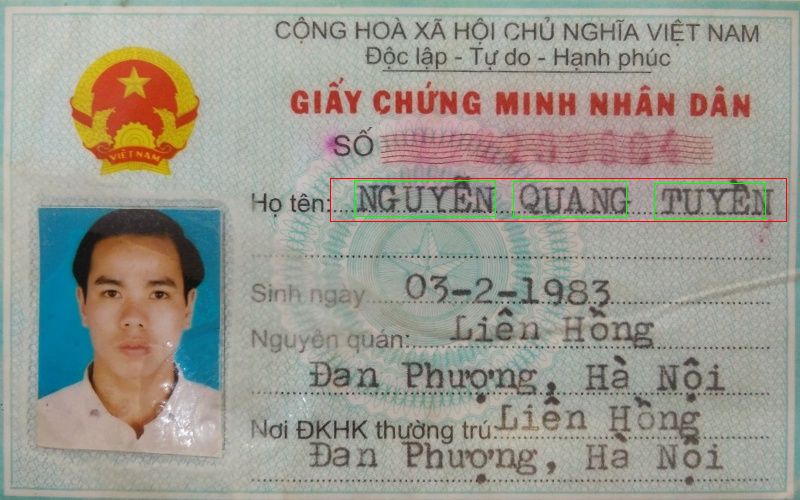 CỘNG HOÀ XÃ HỘI CHỦ NGHĨA VIỆT NAM
Độc lập - Tự do - Hạnh phúc
VIỆT NAM
GIẤY CHỨNG MINH NHÂN DÂN
SỐ
Họ tên: NGUYỄN QUANG TUYỀN
Sinh ngày 03-2-1983
Nguyên quán: Liên Hồng
Đan Phượng, Hà Nội
Nơi ĐKHK thường trú: Liên Hồng
Đan Phượng, Hà Nội